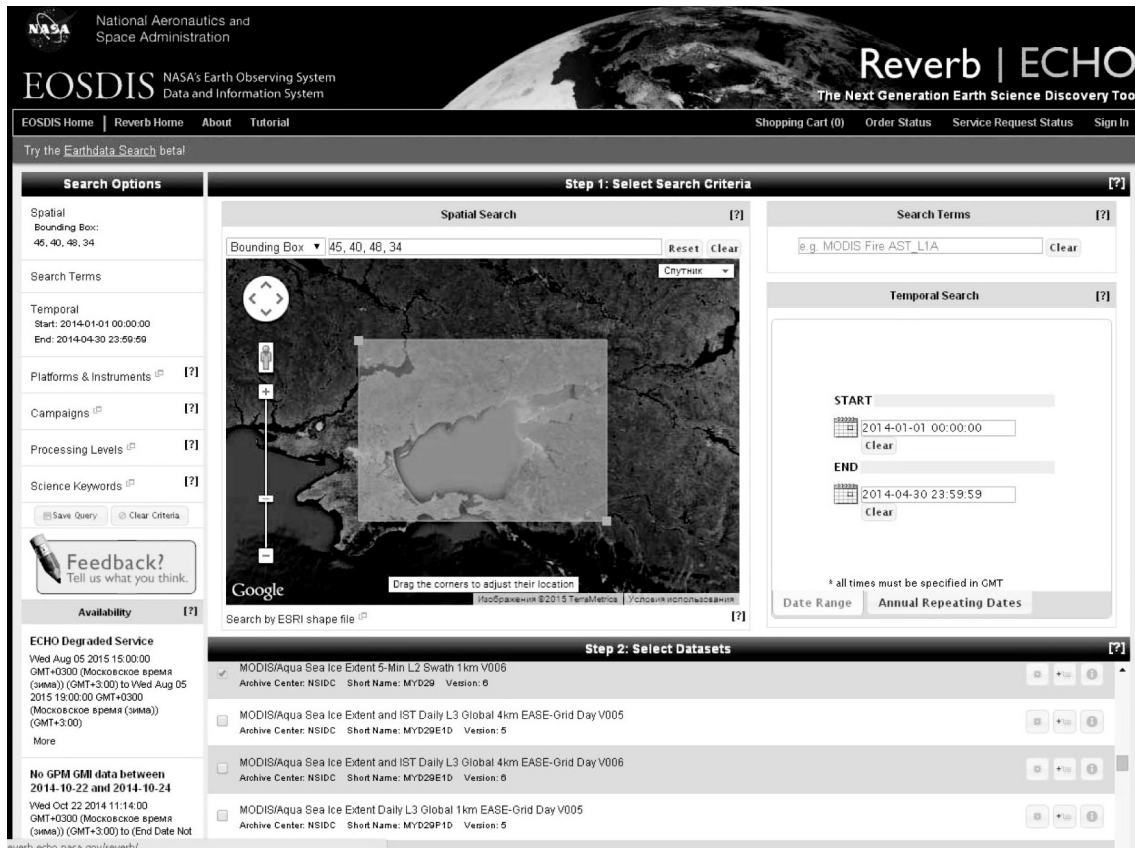 NASA
National Aeronautics and
Space Administration
EOSDIS
NASA's Earth Observing System
Data and Information System
Reverb | ECHO
The Next Generation Earth Science Discovery Too
EOSDIS Home | Reverb Home About Tutorial
Shopping Cart (0) Order Status Service Request Status Sign In
Try the Earthdata Search beta!
Search Options
Spatial
Bounding Box:
45, 40, 48, 34
Search Terms
Temporal
Start: 2014-01-01 00:00:00
End: 2014-04-30 23:59:59
Platforms & Instruments [?]
Campaigns [?]
Processing Levels [?]
Science Keywords [?]
Save Query Clear Criteria
Feedback?
Tell us what you think.
Availability [?]
ECHO Degraded Service
Wed Aug 05 2015 15:00:00
GMT+0300 (Московское время
(зима)) (GMT+3:00) to Wed Aug 05
2015 19:00:00 GMT+0300
(Московское время (зима))
(GMT+3:00)
More
No GPM GMI data between
2014-10-22 and 2014-10-24
Wed Oct 22 2014 11:14:00
GMT+0300 (Московское время
(зима)) (GMT+3:00) to (End Date Not
Step 1: Select Search Criteria [?]
Spatial Search [?]
Bounding Box 45, 40, 48, 34 Reset Clear
Спутник
Google
Drag the corners to adjust their location
Изображения ©2015 TerraMetrics Условия использования
Search by ESRI shape file [?]
Search Terms [?]
e.g. MODIS Fire AST_L1A Clear
Temporal Search [?]
START
2014-01-01 00:00:00
Clear
END
2014-04-30 23:59:59
Clear
* all times must be specified in GMT
Date Range Annual Repeating Dates
Step 2: Select Datasets [?]
MODIS/Aqua Sea Ice Extent 5-Min L2 Swath 1km V006
Archive Center: NSIDC Short Name: MYD29 Version: 6
MODIS/Aqua Sea Ice Extent and IST Daily L3 Global 4km EASE-Grid Day V005
Archive Center: NSIDC Short Name: MYD29E1D Version: 5
MODIS/Aqua Sea Ice Extent and IST Daily L3 Global 4km EASE-Grid Day V006
Archive Center: NSIDC Short Name: MYD29E1D Version: 6
MODIS/Aqua Sea Ice Extent Daily L3 Global 1km EASE-Grid Day V005
Archive Center: NSIDC Short Name: MYD29P1D Version: 5